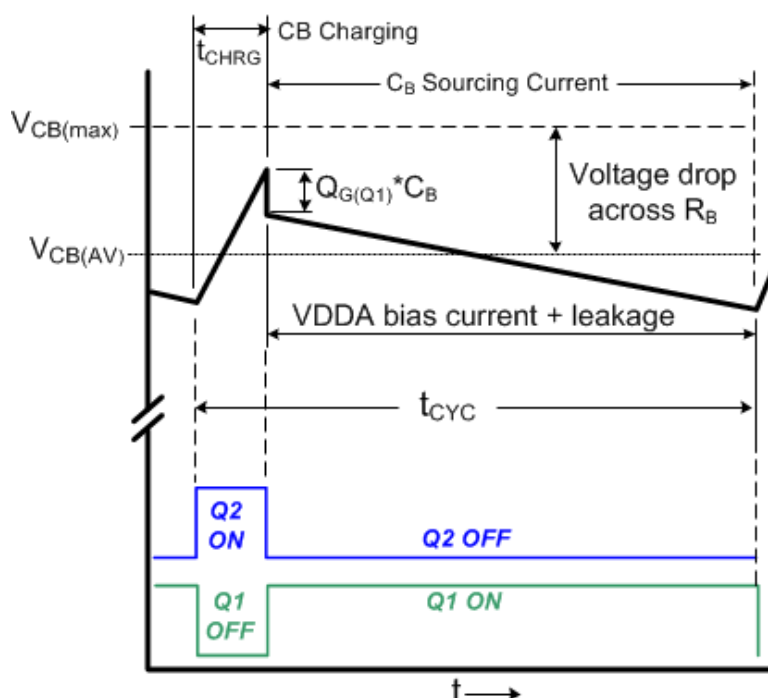 CB Charging
tCHRG
CB Sourcing Current
VCB(max)
QG(Q1)*CB
Voltage drop
across RB
VCB(AV)
VDDA bias current + leakage
tCYC
Q2
ON
Q2 OFF
Q1
OFF
Q1 ON
t